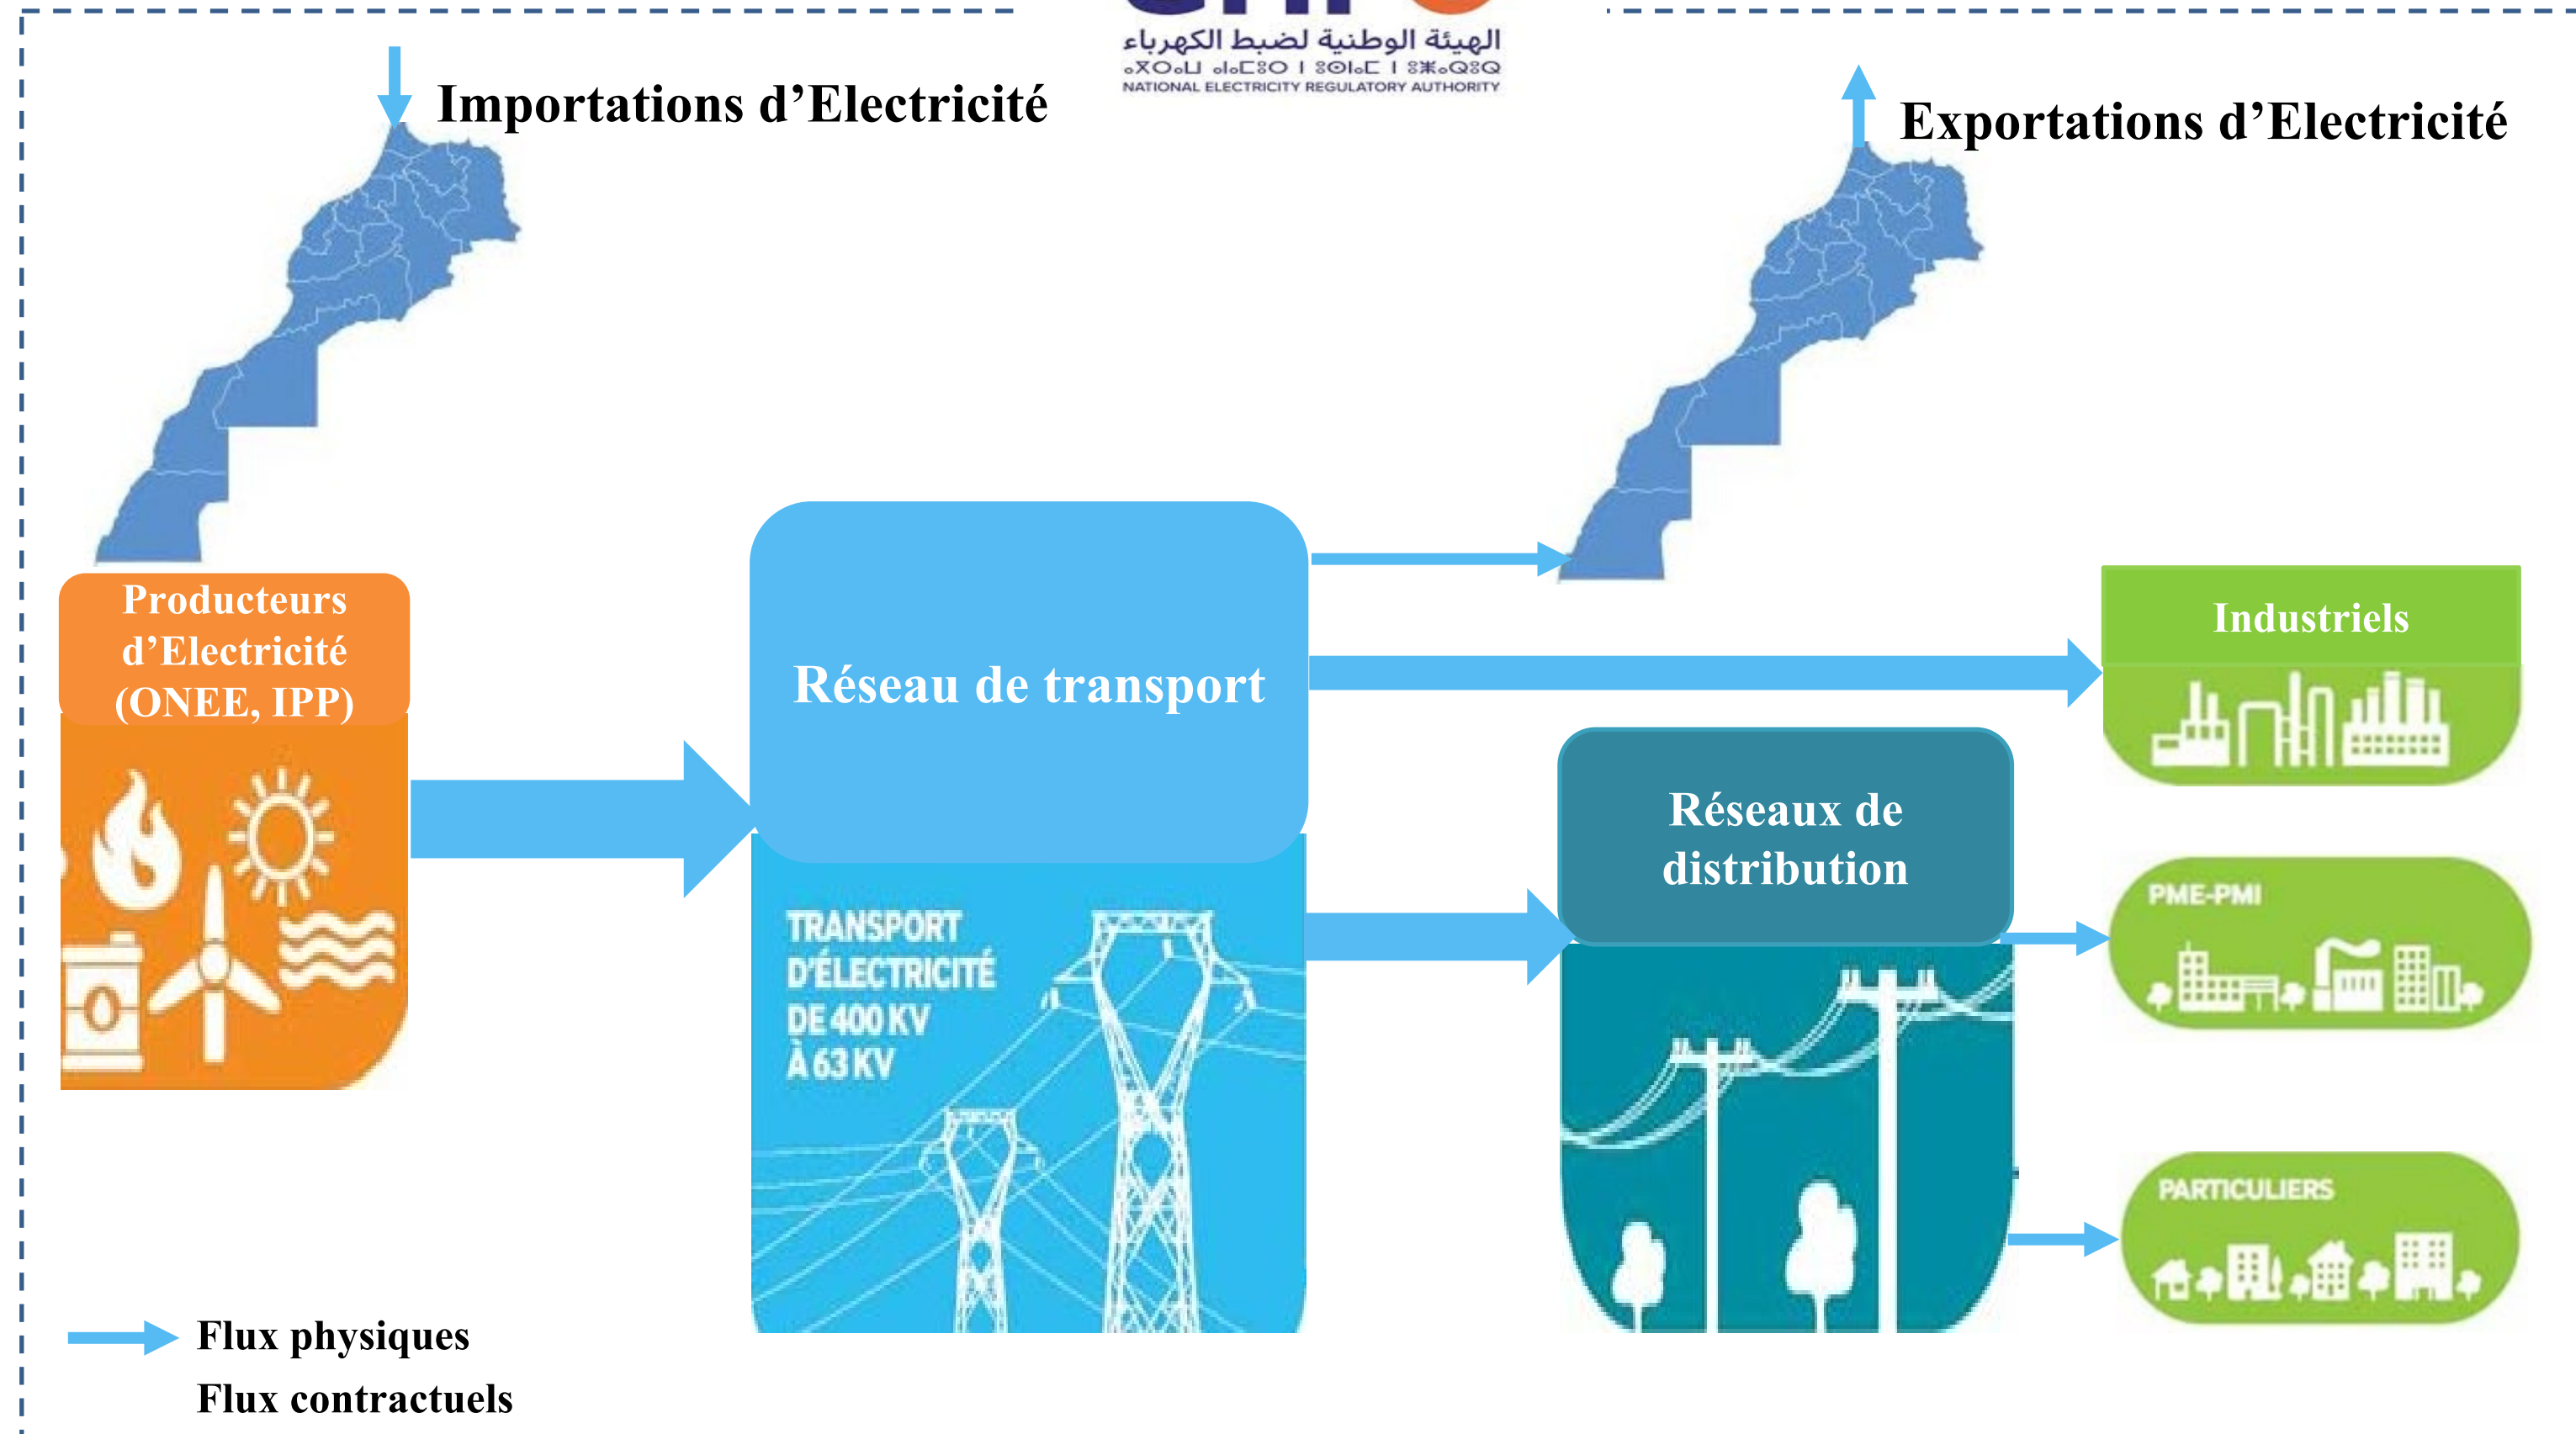 الهيئة الوطنية لضبط الكهرباء
NATIONAL ELECTRICITY REGULATORY AUTHORITY
Importations d’Electricité
Exportations d’Electricité
Producteurs
d’Electricité
(ONEE, IPP)
Réseau de transport
TRANSPORT
D’ÉLECTRICITÉ
DE 400 KV
À 63 KV
Réseaux de
distribution
Industriels
PME-PMI
PARTICULIERS
Flux physiques
Flux contractuels